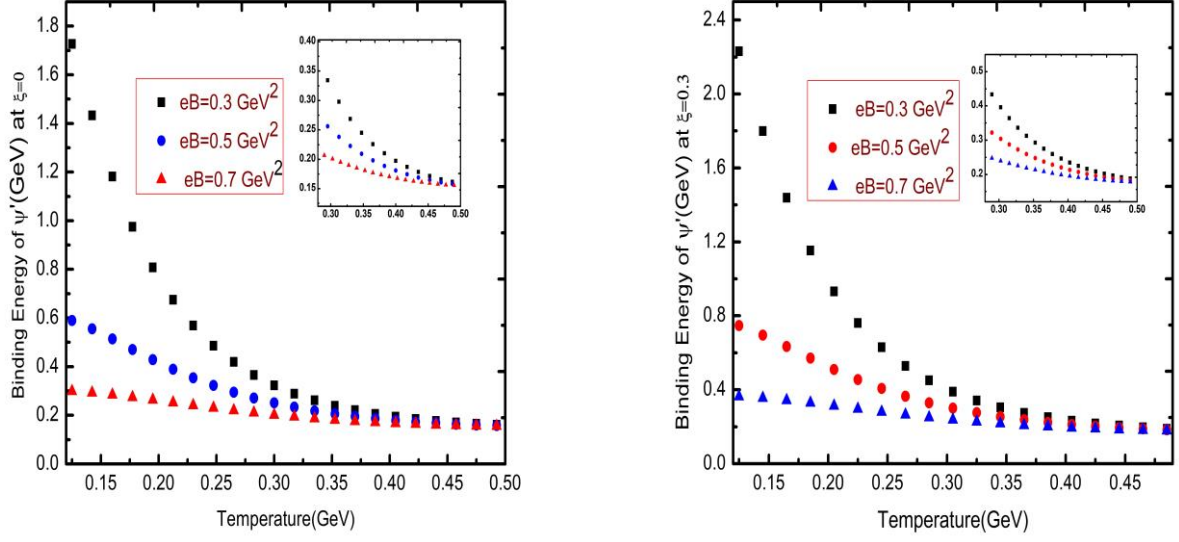 Binding Energy of ψ'(GeV) at ξ=0
1.8
1.6
1.4
1.2
1.0
0.8
0.6
0.4
0.2
0.0
0.15 0.20 0.25 0.30 0.35 0.40 0.45 0.50
Temperature(GeV)
eB=0.3 GeV²
eB=0.5 GeV²
eB=0.7 GeV²
0.40
0.35
0.30
0.25
0.20
0.15
0.30 0.35 0.40 0.45 0.50
Binding Energy of ψ'(GeV) at ξ=0.3
2.4
2.0
1.6
1.2
0.8
0.4
0.0
0.15 0.20 0.25 0.30 0.35 0.40 0.45
Temperature(GeV)
eB=0.3 GeV²
eB=0.5 GeV²
eB=0.7 GeV²
0.5
0.4
0.3
0.2
0.30 0.35 0.40 0.45 0.50